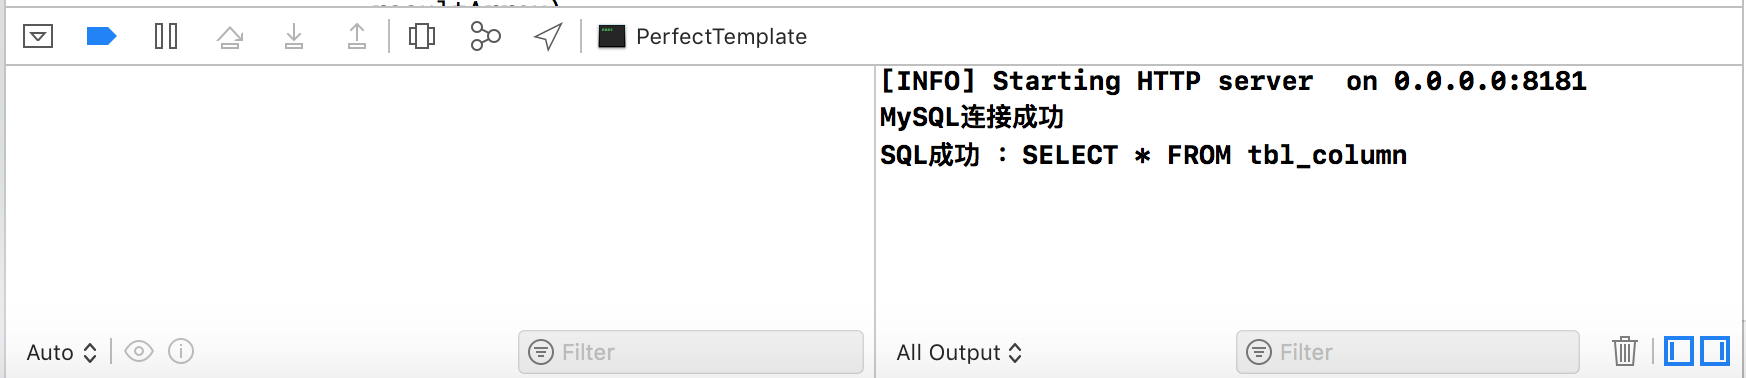 PerfectTemplate
[INFO] Starting HTTP server  on 0.0.0.0:8181
MySQL连接成功
SQL成功 : SELECT * FROM tbl_column
Auto
Filter
All Output
Filter